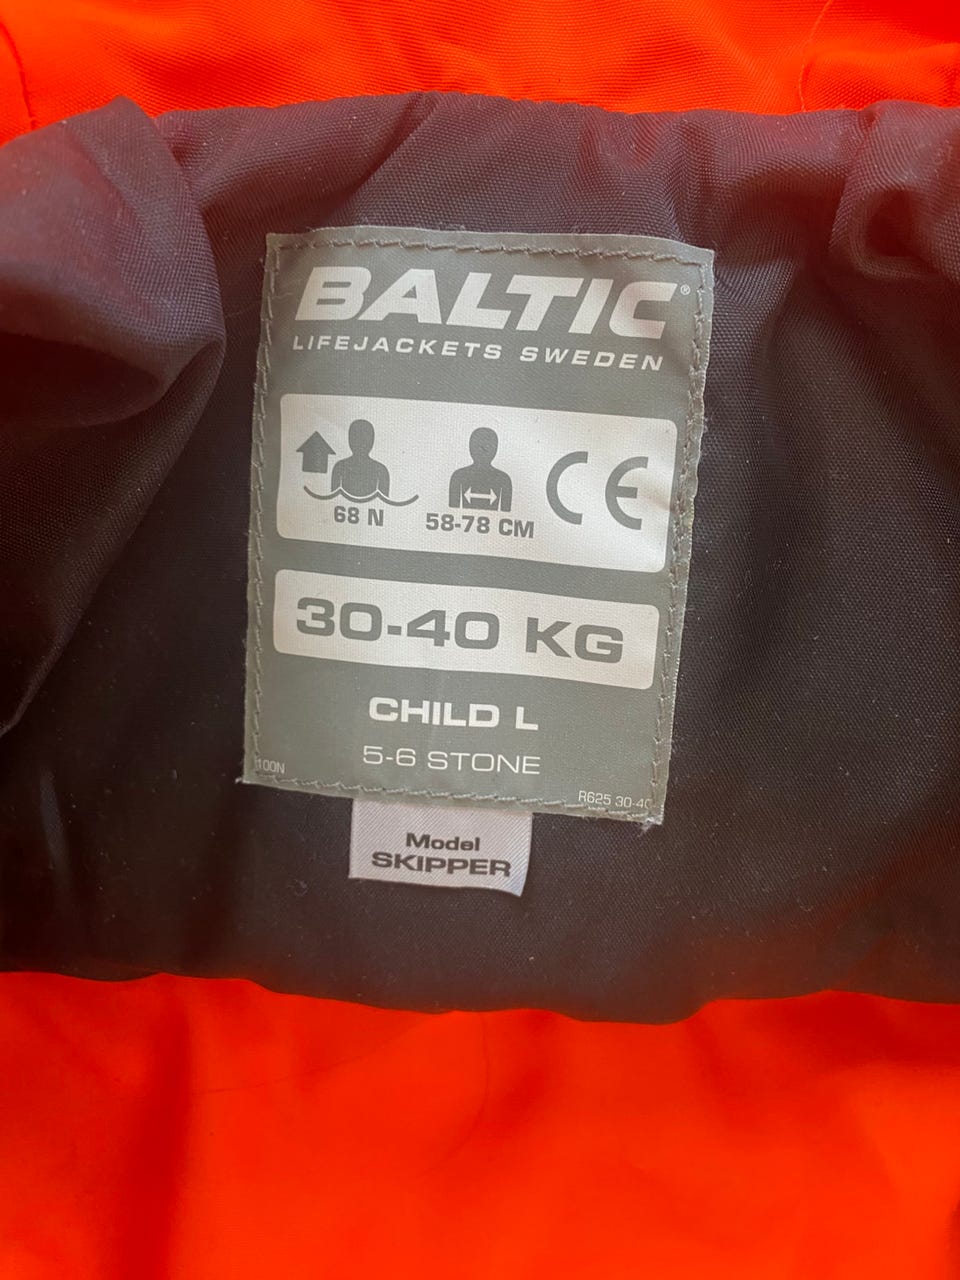 BALTIC®
LIFEJACKETS SWEDEN
68 N
58-78 CM
CE
30-40 KG
CHILD L
5-6 STONE
100N
R625 30-40
Model
SKIPPER